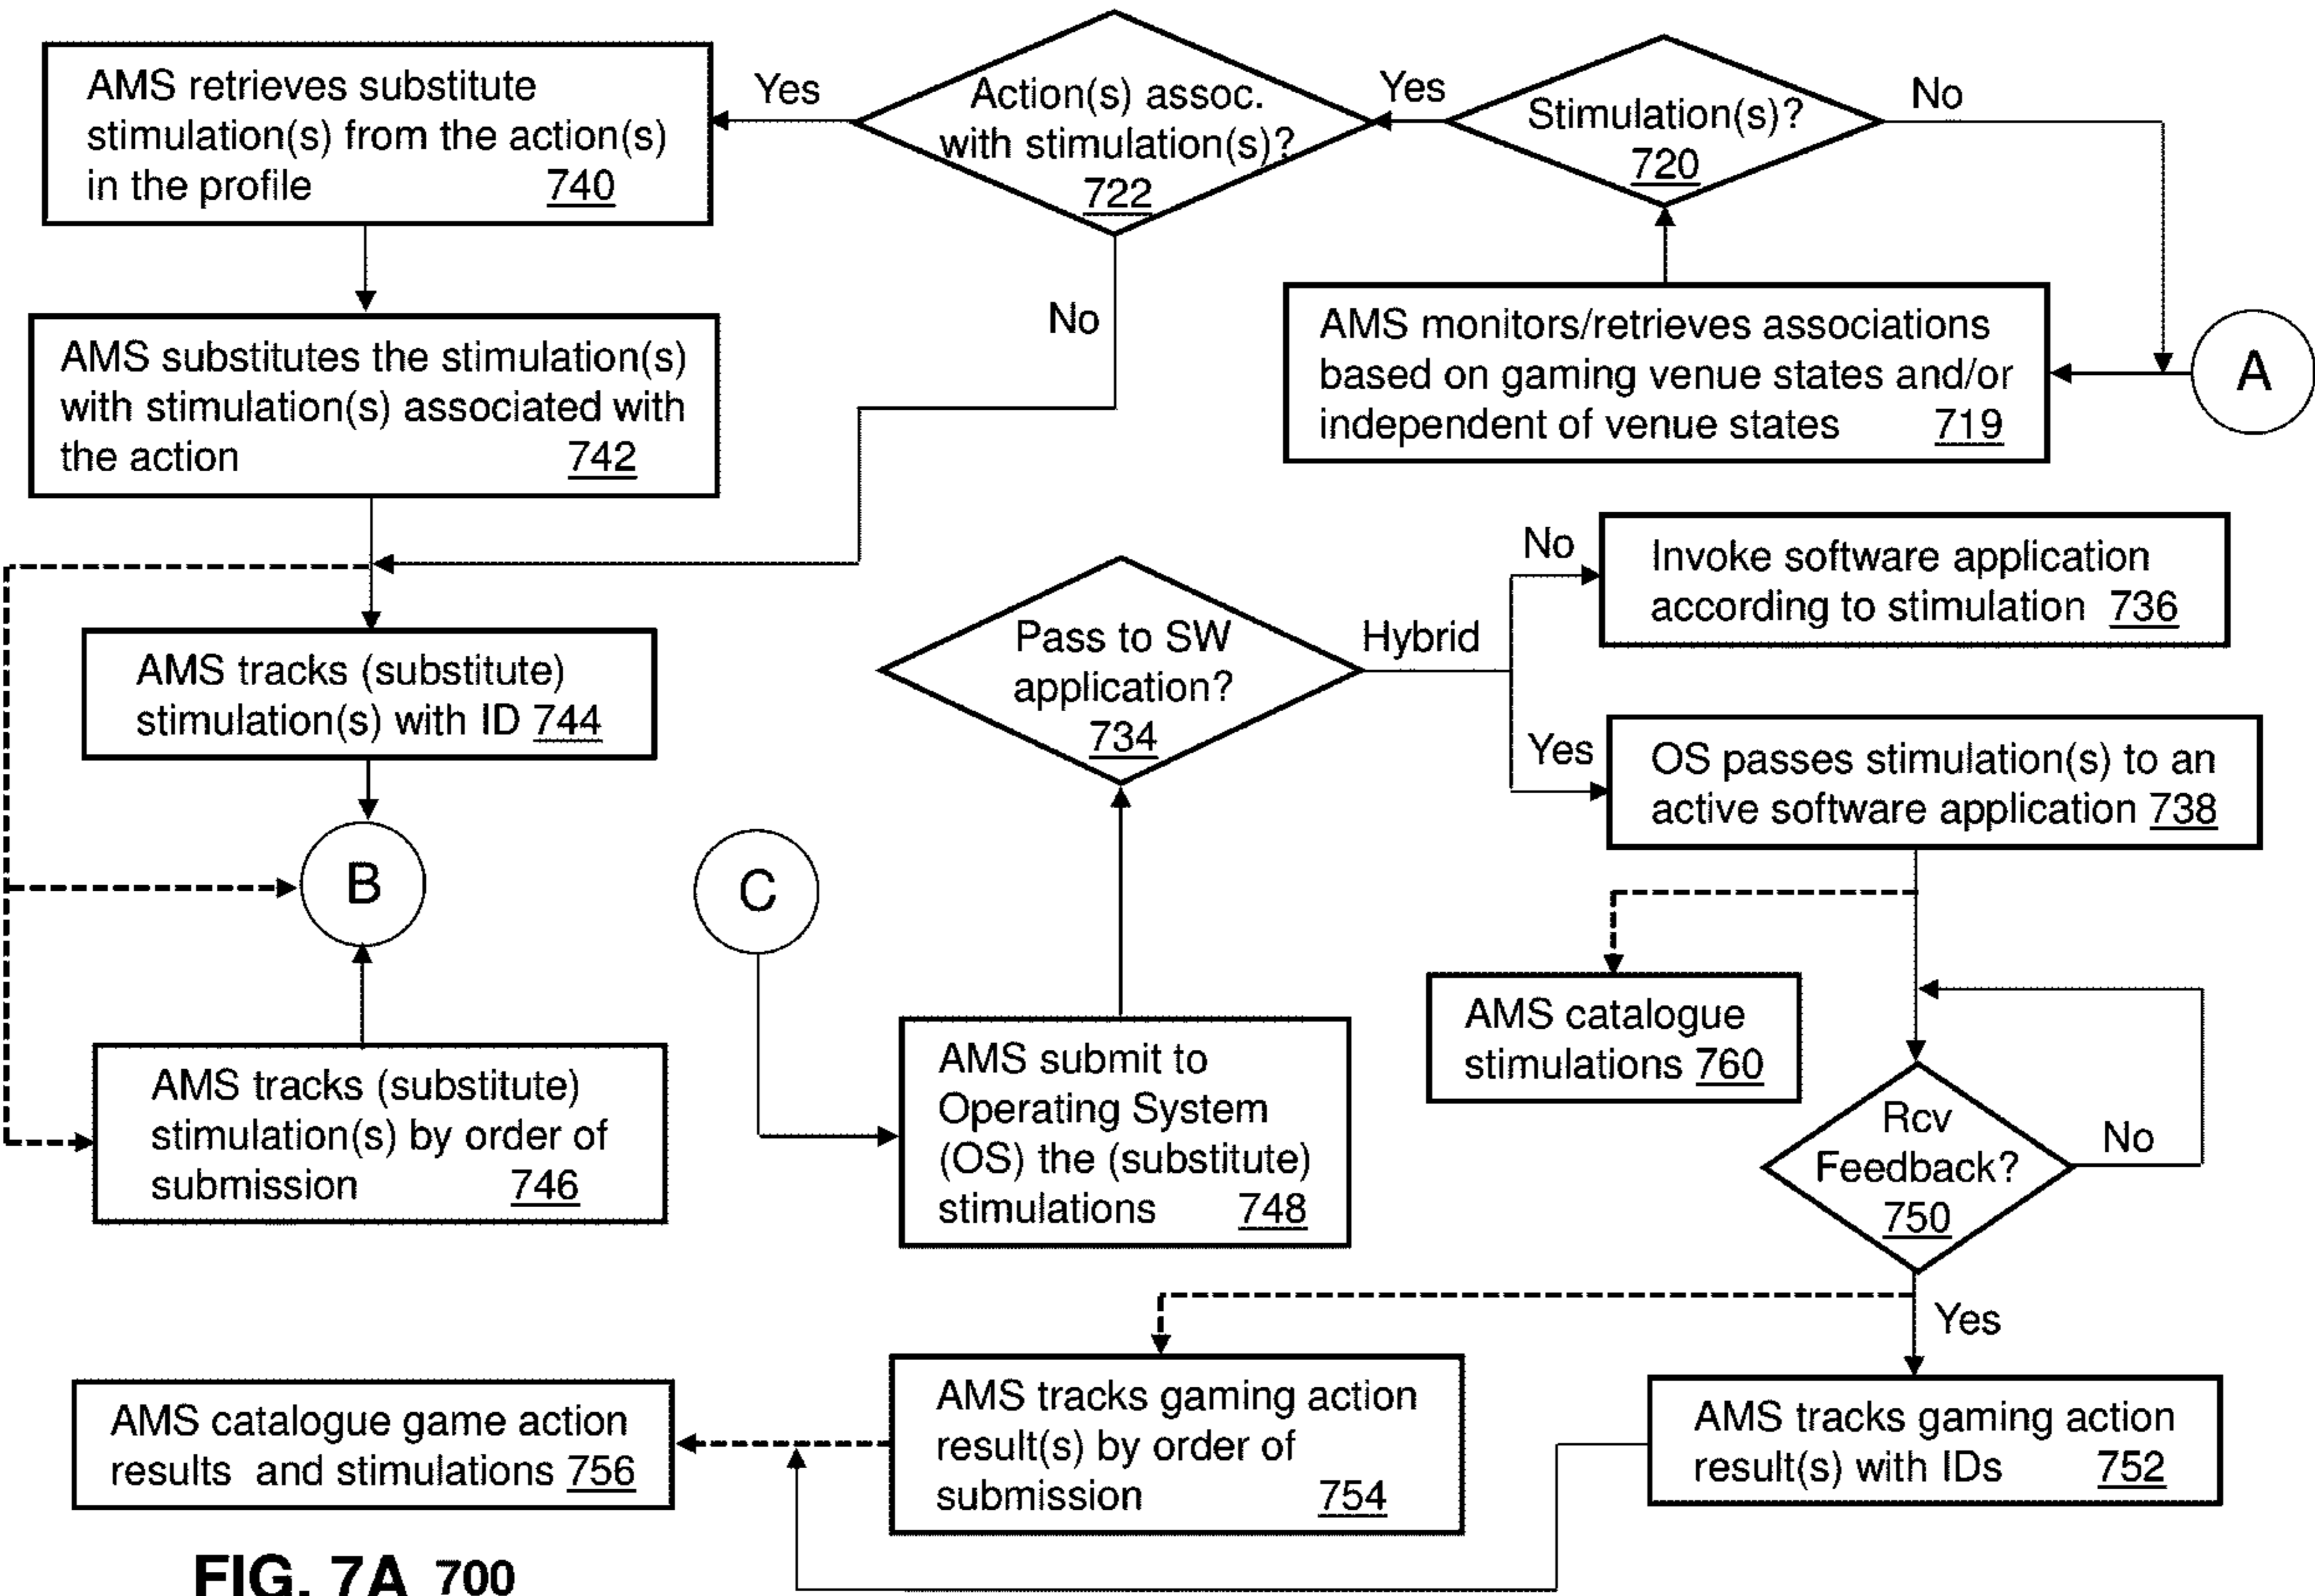 AMS retrieves substitute
stimulation(s) from the action(s)
in the profile 740
Yes
Action(s) assoc.
with stimulation(s)?
722
Yes
Stimulation(s)?
720
No
No
AMS substitutes the stimulation(s)
with stimulation(s) associated with
the action 742
AMS monitors/retrieves associations
based on gaming venue states and/or
independent of venue states 719
A
AMS tracks (substitute)
stimulation(s) with ID 744
Pass to SW
application?
734
Hybrid
No
Invoke software application
according to stimulation 736
Yes
OS passes stimulation(s) to an
active software application 738
B
C
AMS tracks (substitute)
stimulation(s) by order of
submission 746
AMS submit to
Operating System
(OS) the (substitute)
stimulations 748
AMS catalogue
stimulations 760
Rcv
Feedback?
750
No
Yes
AMS catalogue game action
results and stimulations 756
AMS tracks gaming action
result(s) by order of
submission 754
AMS tracks gaming action
result(s) with IDs 752
FIG. 7A 700